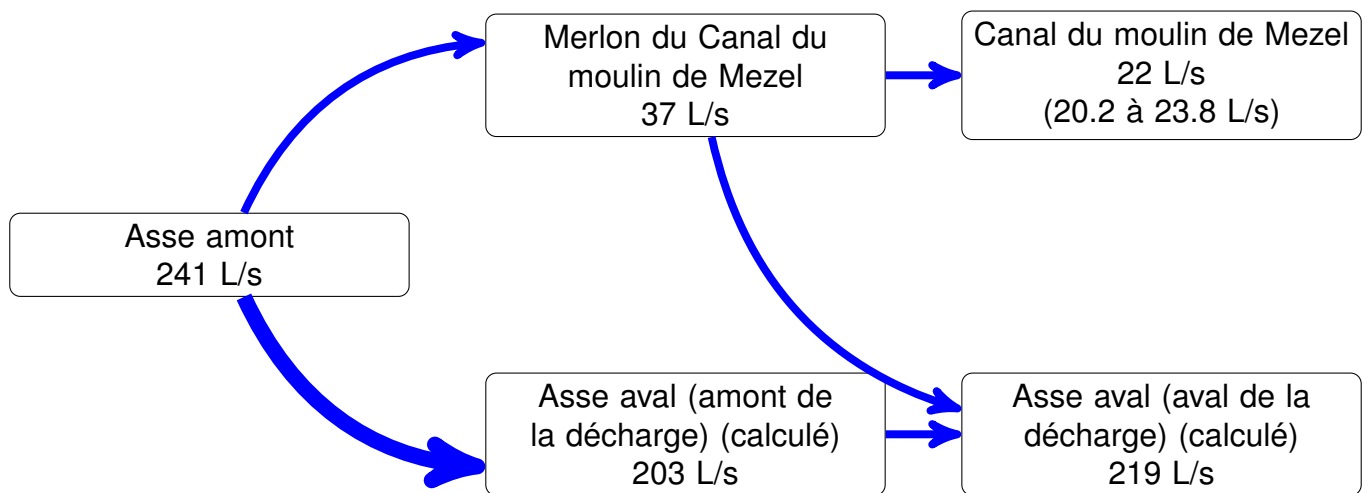 Merlon du Canal du
moulin de Mezel
37 L/s
Canal du moulin de Mezel
22 L/s
(20.2 à 23.8 L/s)
Asse amont
241 L/s
Asse aval (amont de
la décharge) (calculé)
203 L/s
Asse aval (aval de la
décharge) (calculé)
219 L/s